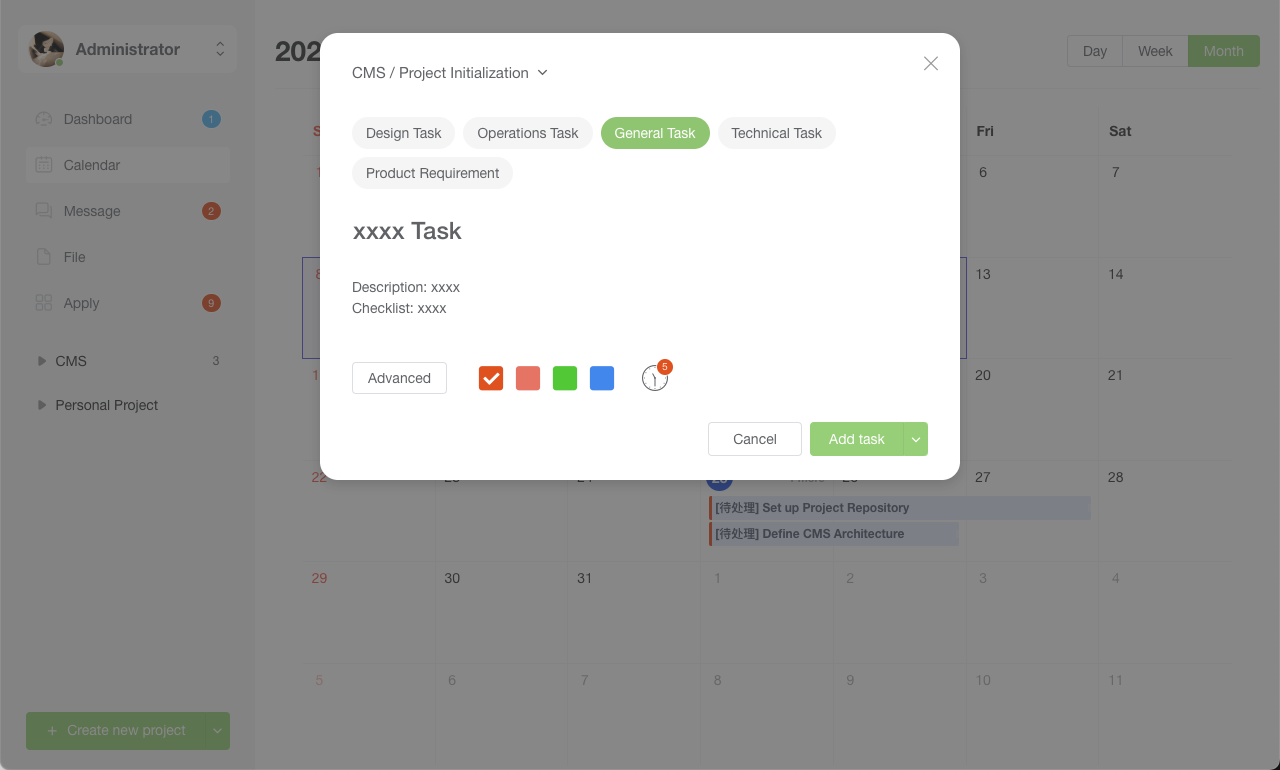 Administrator
Dashboard 1
Calendar
Message 2
File
Apply 9
CMS 3
Personal Project
+ Create new project
202
Day Week Month
S Fri Sat
1 6 7
8 13 14
1 20 21
22 27 28
[待处理] Set up Project Repository
[待处理] Define CMS Architecture
29 30 31 1 2 3 4
5 6 7 8 9 10 11
CMS / Project Initialization
Design Task Operations Task General Task Technical Task
Product Requirement
xxxx Task
Description: xxxx
Checklist: xxxx
Advanced 5
Cancel Add task